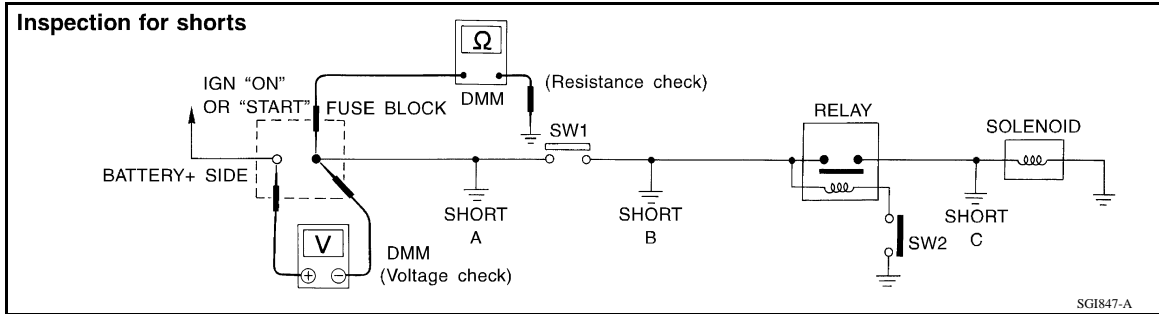 Inspection for shorts
Ω
IGN “ON”
OR “START”
FUSE BLOCK
DMM
(Resistance check)
SW1
RELAY
SOLENOID
BATTERY+ SIDE
SHORT
A
SHORT
B
SHORT
C
SW2
V
+ −
DMM
(Voltage check)
SGI847-A